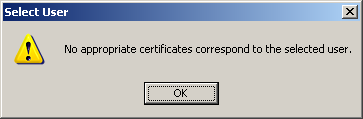 Select User
No appropriate certificates correspond to the selected user.
OK